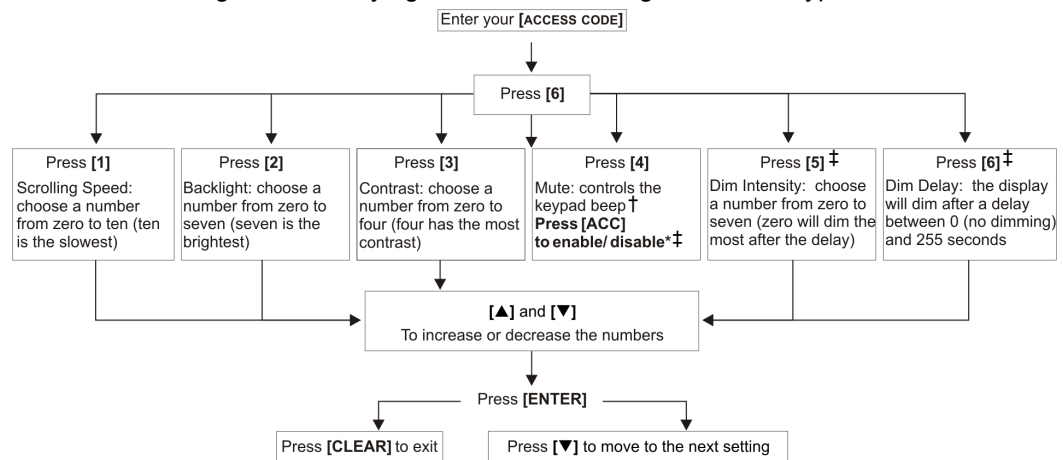 Enter your [ACCESS CODE]
Press [6]
Press [1]
Scrolling Speed:
choose a number
from zero to ten (ten
is the slowest)
Press [2]
Backlight: choose a
number from zero to
seven (seven is the
brightest)
Press [3]
Contrast: choose a
number from zero to
four (four has the most
contrast)
Press [4]
Mute: controls the
keypad beep†
Press [ACC]
to enable/ disable*‡
Press [5]‡
Dim Intensity: choose
a number from zero to
seven (zero will dim the
most after the delay)
Press [6]‡
Dim Delay: the display
will dim after a delay
between 0 (no dimming)
and 255 seconds
[▲] and [▼]
To increase or decrease the numbers
Press [ENTER]
Press [CLEAR] to exit
Press [▼] to move to the next setting